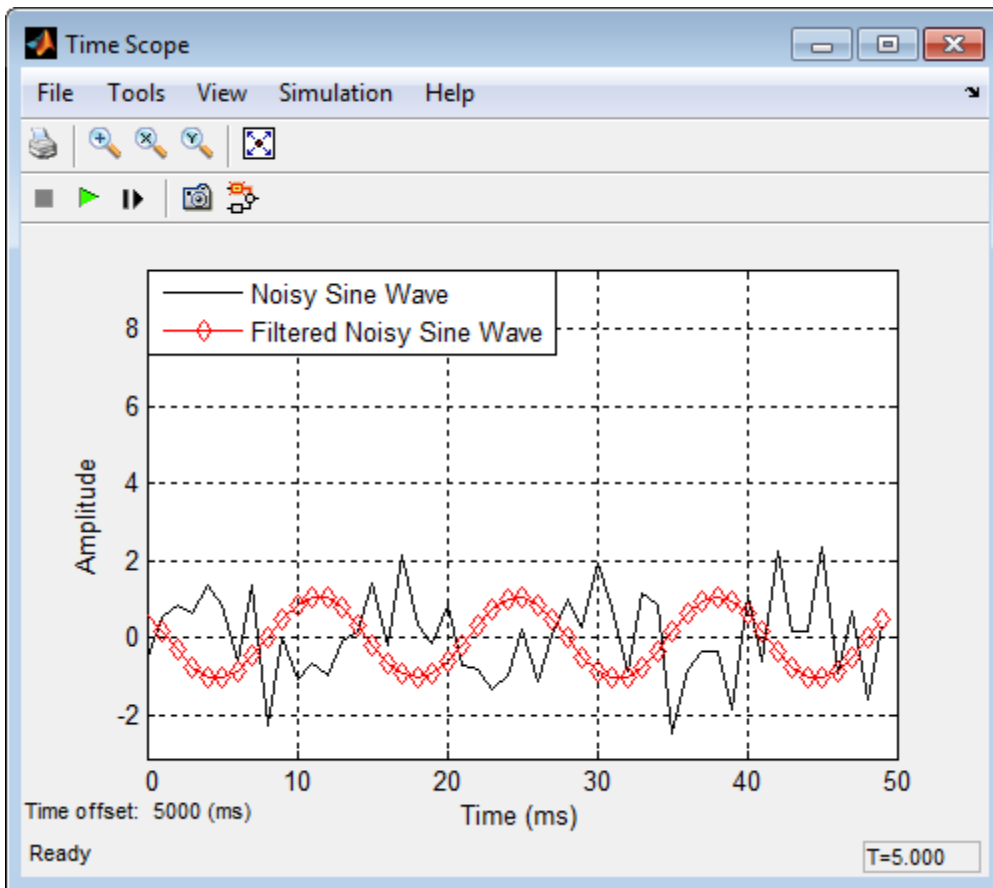 Time Scope
File Tools View Simulation Help
Noisy Sine Wave
Filtered Noisy Sine Wave
8
6
4
2
0
-2
Amplitude
0 10 20 30 40 50
Time offset: 5000 (ms)
Time (ms)
Ready
T=5.000